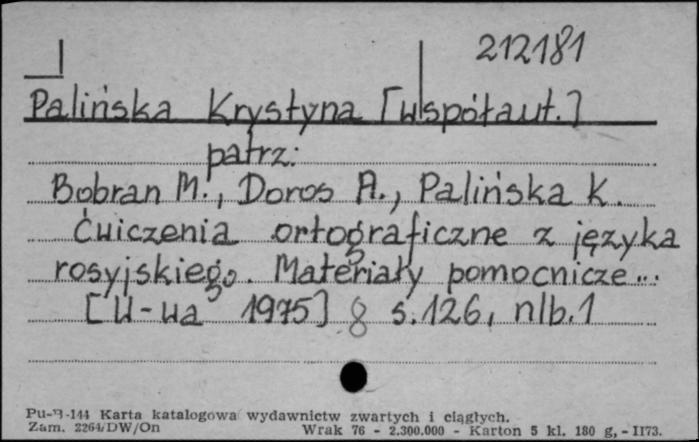 212181
Palińska Krystyna [współaut.]
patrz:
Bobran M., Doros A., Palińska K.
Ćwiczenia ortograficzne z języka
rosyjskiego. Materiały pomocnicze...
[W-wa 1975] 8 s. 126, nlb. 1
Pu-B-144 Karta katalogowa wydawnictw zwartych i ciągłych.
Zam. 2264/DW/On Wrak 76 - 2.300.000 - Karton 5 kl. 180 g, - II73.